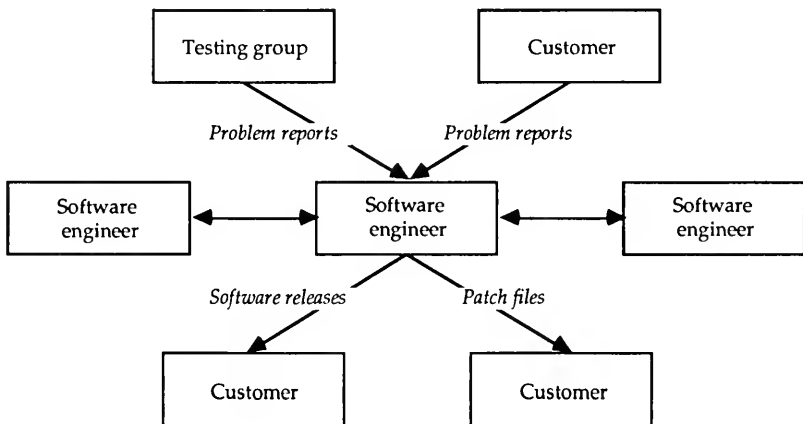 Testing group
Customer
Problem reports
Problem reports
Software
engineer
Software
engineer
Software
engineer
Software releases
Patch files
Customer
Customer